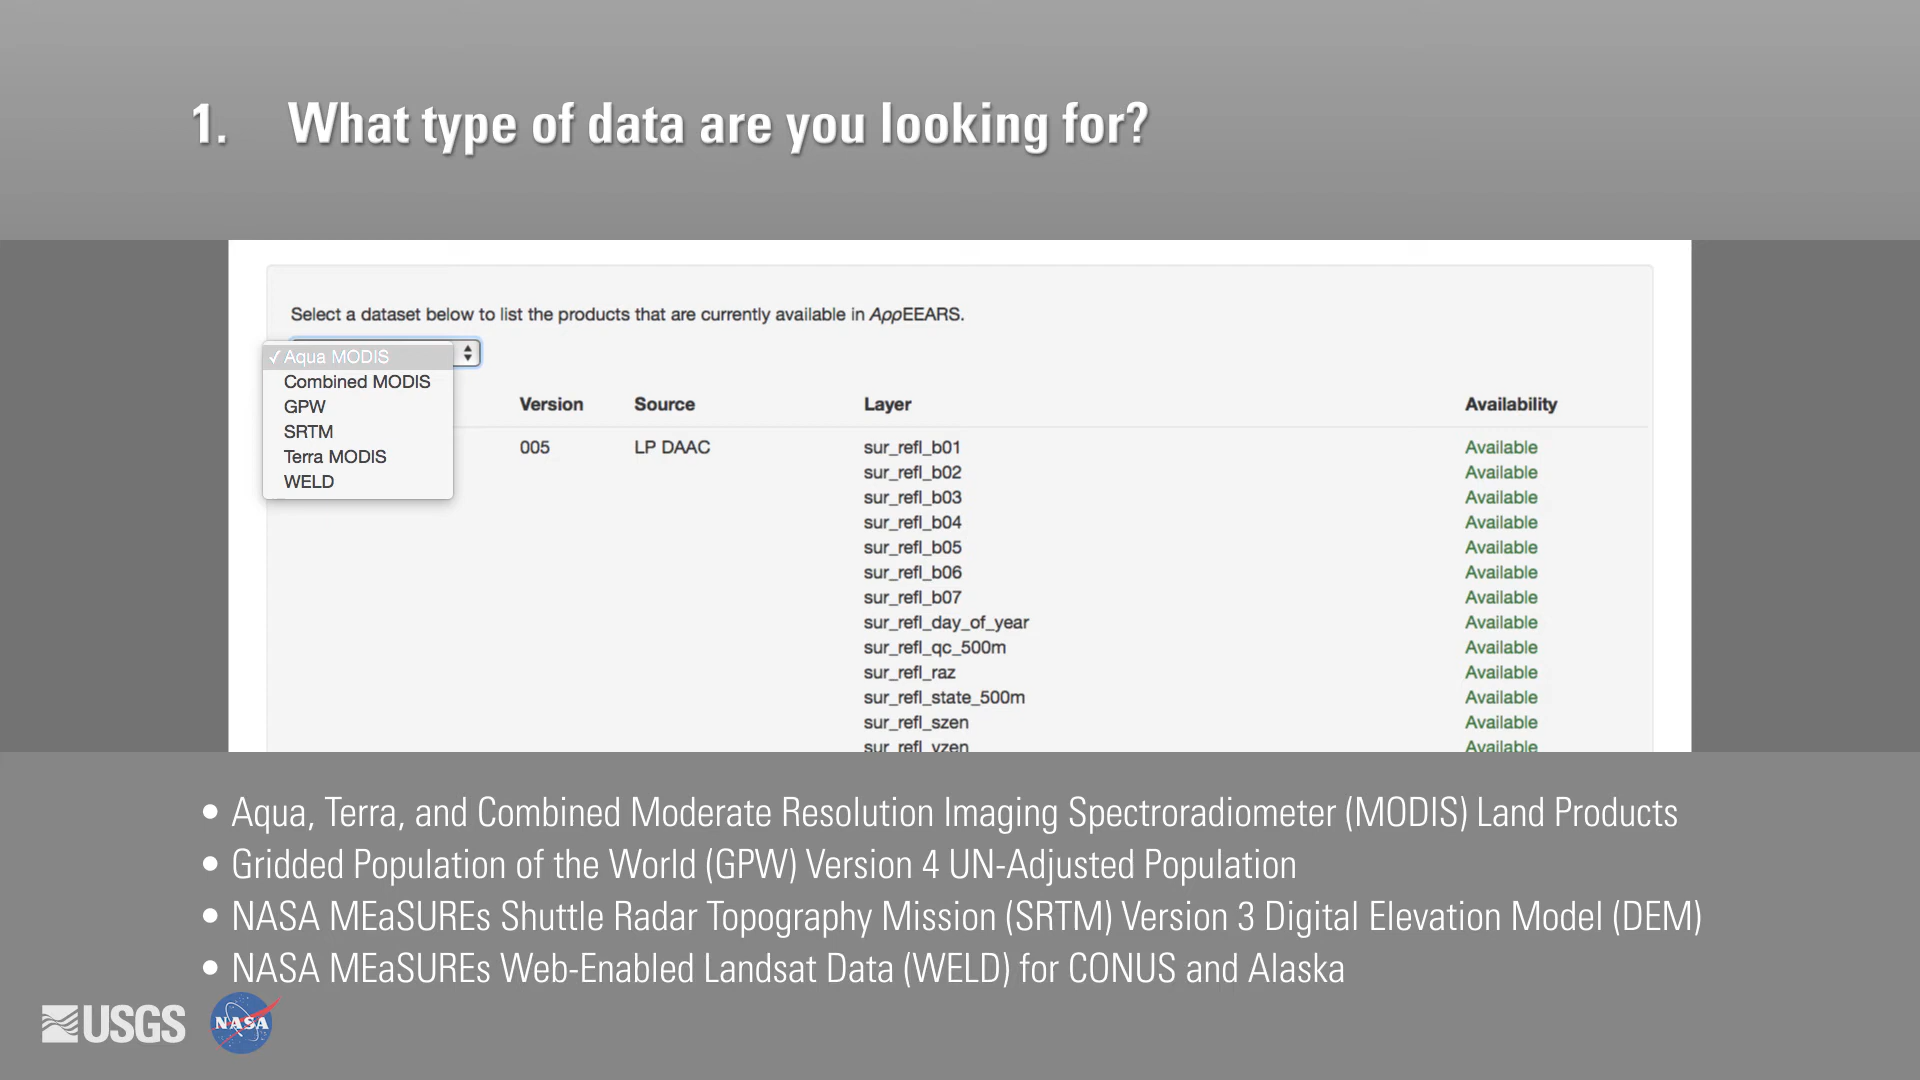 1. What type of data are you looking for?
Select a dataset below to list the products that are currently available in AppEEARS.
✓ Aqua MODIS
Combined MODIS
GPW
SRTM
Terra MODIS
WELD
Version Source Layer Availability
005 LP DAAC sur_refl_b01 Available
sur_refl_b02 Available
sur_refl_b03 Available
sur_refl_b04 Available
sur_refl_b05 Available
sur_refl_b06 Available
sur_refl_b07 Available
sur_refl_day_of_year Available
sur_refl_qc_500m Available
sur_refl_raz Available
sur_refl_state_500m Available
sur_refl_szen Available
sur_refl_vzen Available
• Aqua, Terra, and Combined Moderate Resolution Imaging Spectroradiometer (MODIS) Land Products
• Gridded Population of the World (GPW) Version 4 UN-Adjusted Population
• NASA MEaSUREs Shuttle Radar Topography Mission (SRTM) Version 3 Digital Elevation Model (DEM)
• NASA MEaSUREs Web-Enabled Landsat Data (WELD) for CONUS and Alaska
USGS NASA